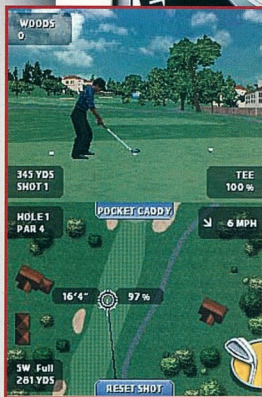 WOODS
0
345 YDS
SHOT 1
TEE
100 %
HOLE 1
PAR 4
POCKET CADDY
6 MPH
16'4"
97 %
5W Full
281 YDS
RESET SHOT